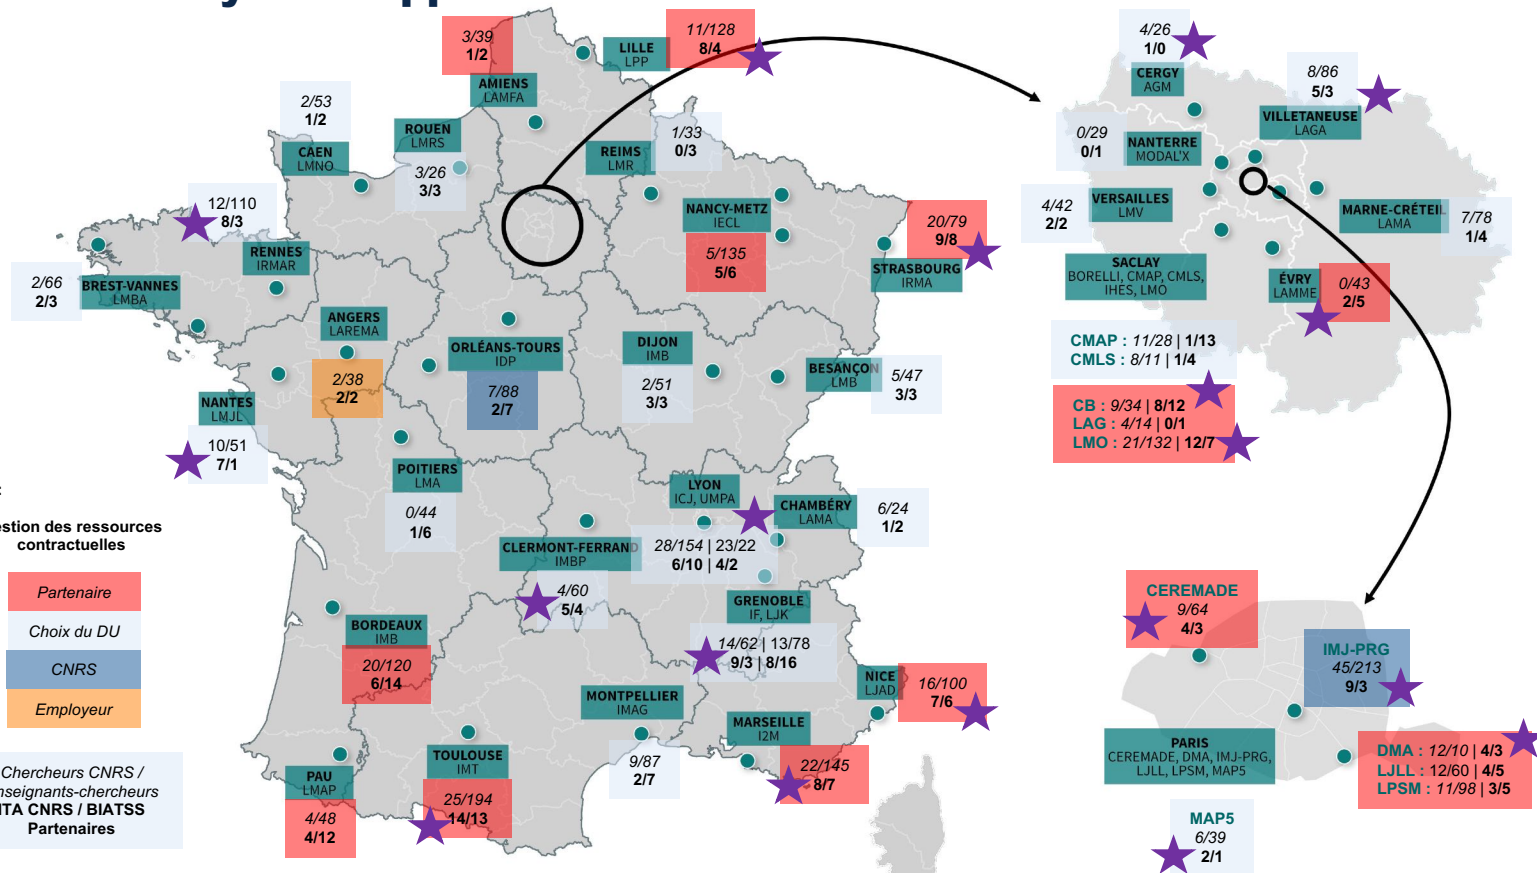 3/39
1/2
AMIENS
LAMFA
LILLE
LPP
11/128
8/4
2/53
1/2
CAEN
LMNO
ROUEN
LMRS
3/26
3/3
REIMS
LMR
1/33
0/3
12/110
8/3
RENNES
IRMAR
NANCY-METZ
IECL
5/135
5/6
20/79
9/8
STRASBOURG
IRMA
2/66
2/3
BREST-VANNES
LMBA
ANGERS
LAREMA
2/38
2/2
ORLÉANS-TOURS
IDP
7/88
2/7
DIJON
IMB
2/51
3/3
BESANÇON
LMB
5/47
3/3
NANTES
LMJL
10/51
7/1
POITIERS
LMA
0/44
1/6
LYON
ICJ, UMPA
28/154 | 23/22
6/10 | 4/2
CHAMBÉRY
LAMA
6/24
1/2
CLERMONT-FERRAND
IMBP
4/60
5/4
GRENOBLE
IF, LJK
14/62 | 13/78
9/3 | 8/16
BORDEAUX
IMB
20/120
6/14
MONTPELLIER
IMAG
9/87
2/7
NICE
LJAD
16/100
7/6
MARSEILLE
I2M
22/145
8/7
TOULOUSE
IMT
25/194
14/13
PAU
LMAP
4/48
4/12
:
estion des ressources
contractuelles
Partenaire
Choix du DU
CNRS
Employeur
Chercheurs CNRS /
nseignants-chercheurs
ITA CNRS / BIATSS
Partenaires
4/26
1/0
CERGY
AGM
8/86
5/3
VILLETANEUSE
LAGA
0/29
0/1
NANTERRE
MODAL'X
4/42
2/2
VERSAILLES
LMV
MARNE-CRÉTEIL
LAMA
7/78
1/4
SACLAY
BORELLI, CMAP, CMLS,
IHES, LMO
ÉVRY
LAMME
0/43
2/5
CMAP : 11/28 | 1/13
CMLS : 8/11 | 1/4
CB : 9/34 | 8/12
LAG : 4/14 | 0/1
LMO : 21/132 | 12/7
CEREMADE
9/64
4/3
IMJ-PRG
45/213
9/3
PARIS
CEREMADE, DMA, IMJ-PRG,
LJLL, LPSM, MAP5
DMA : 12/10 | 4/3
LJLL : 12/60 | 4/5
LPSM : 11/98 | 3/5
MAP5
6/39
2/1